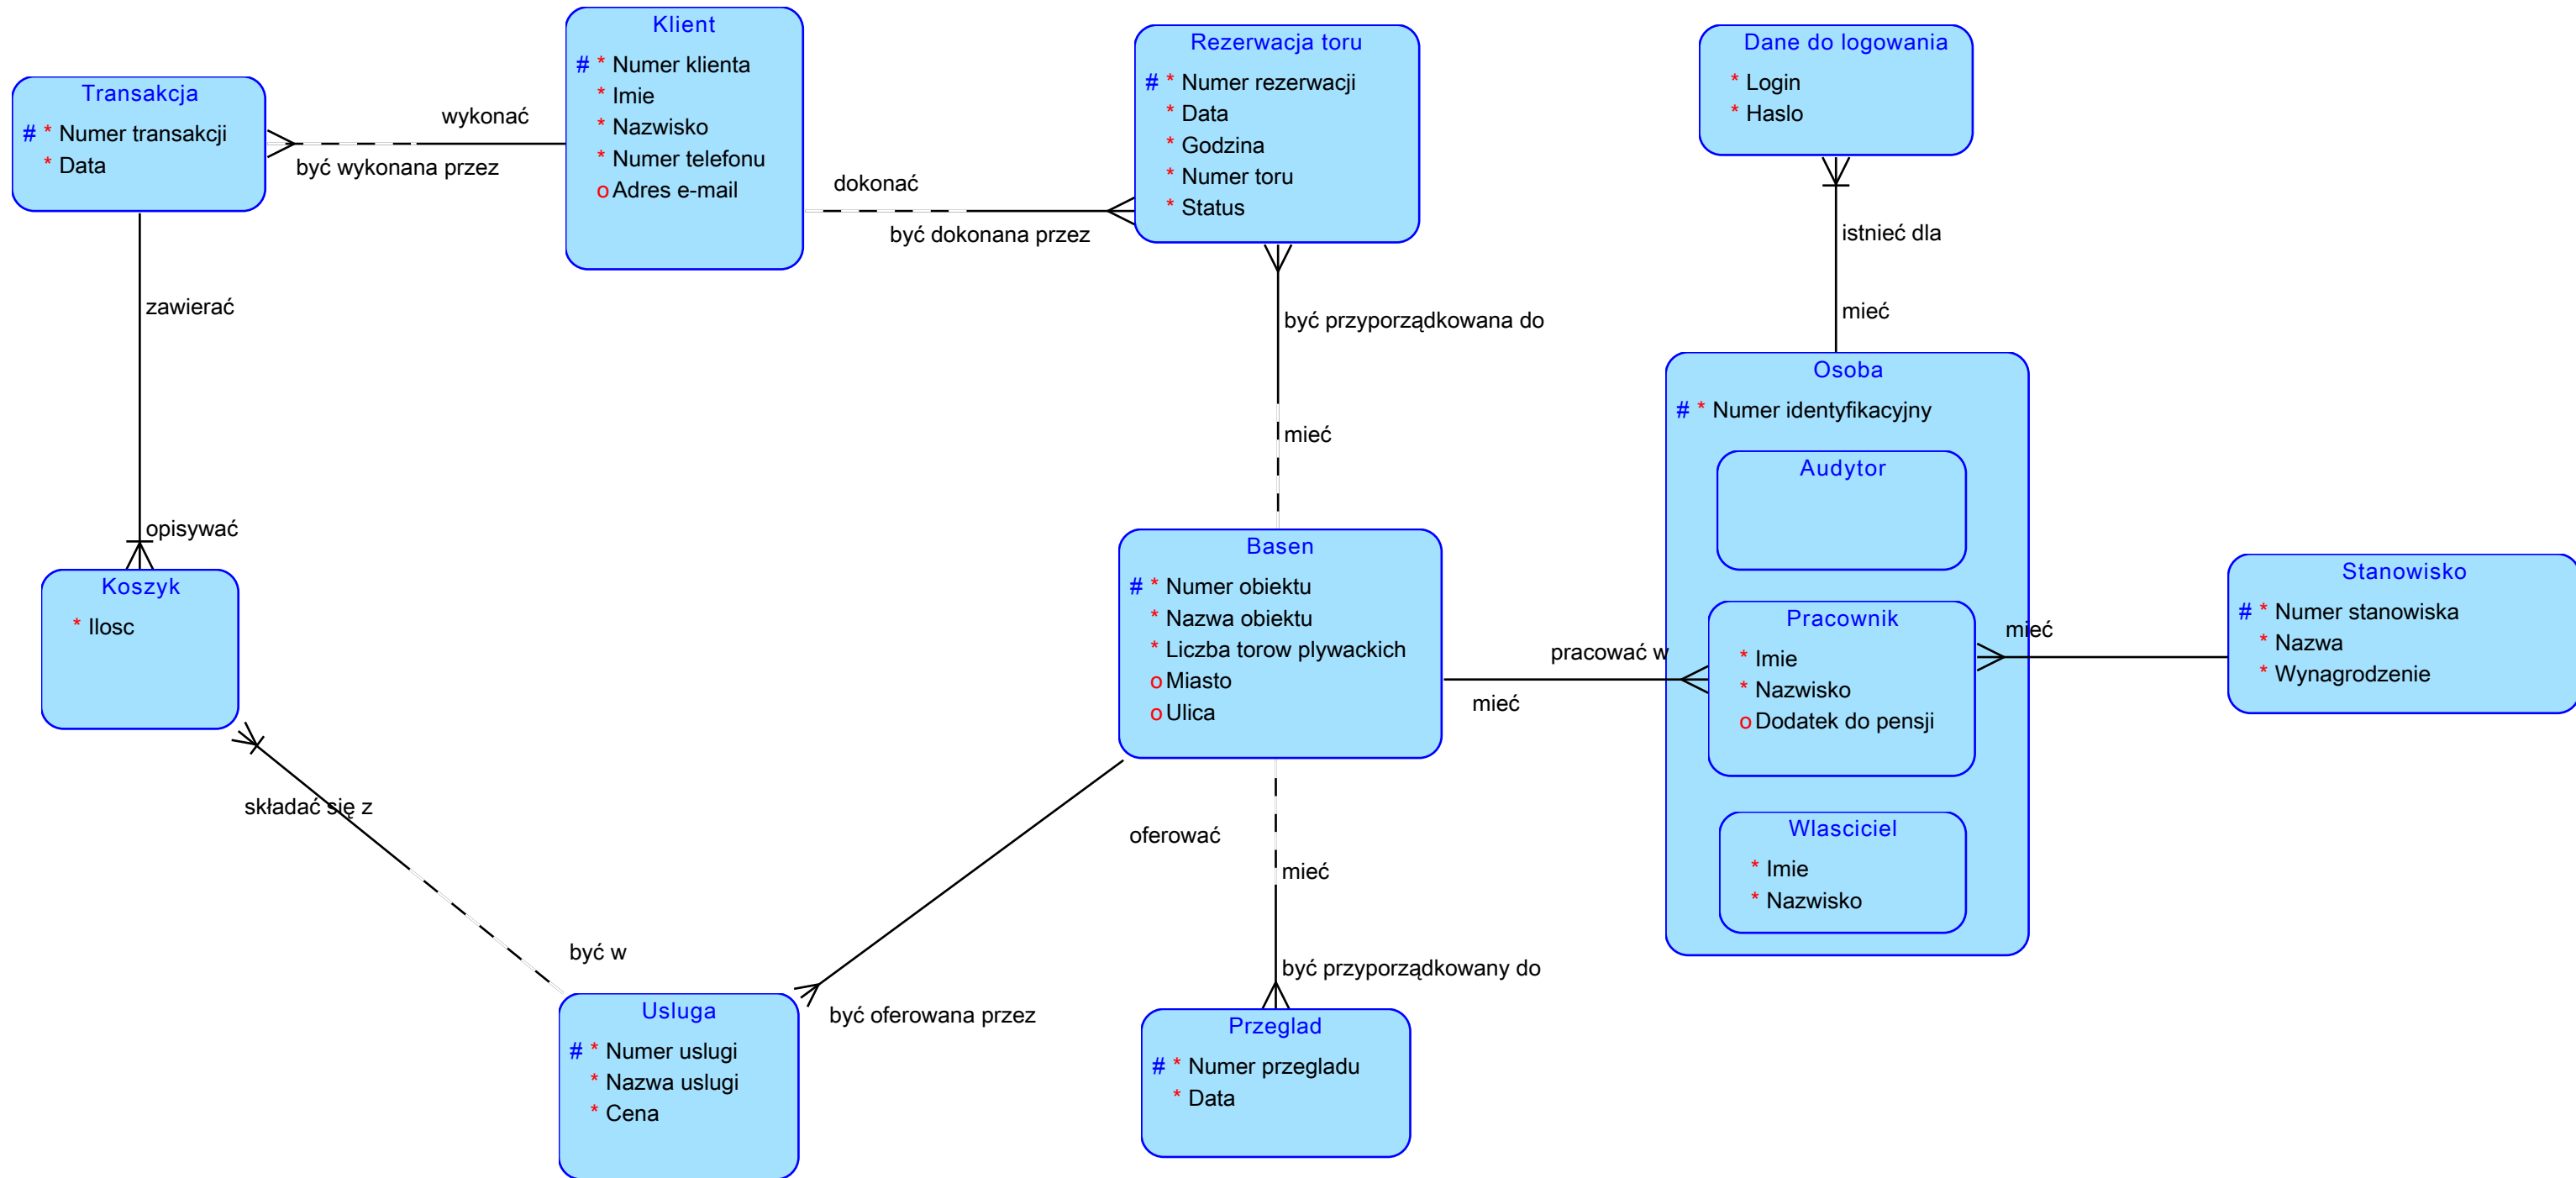 Klient
# * Numer klienta
* Imie
* Nazwisko
* Numer telefonu
o Adres e-mail
Rezerwacja toru
# * Numer rezerwacji
* Data
* Godzina
* Numer toru
* Status
Dane do logowania
* Login
* Haslo
Transakcja
# * Numer transakcji
* Data
wykonać
być wykonana przez
dokonać
być dokonana przez
zawierać
opisywać
być przyporządkowana do
mieć
istnieć dla
mieć
Osoba
# * Numer identyfikacyjny
Audytor
Pracownik
* Imie
* Nazwisko
o Dodatek do pensji
Wlasciciel
* Imie
* Nazwisko
Stanowisko
# * Numer stanowiska
* Nazwa
* Wynagrodzenie
mieć
Koszyk
* Ilosc
Basen
# * Numer obiektu
* Nazwa obiektu
* Liczba torow plywackich
o Miasto
o Ulica
pracować w
mieć
składać się z
być w
oferować
być oferowana przez
mieć
być przyporządkowany do
Usluga
# * Numer uslugi
* Nazwa uslugi
* Cena
Przeglad
# * Numer przegladu
* Data